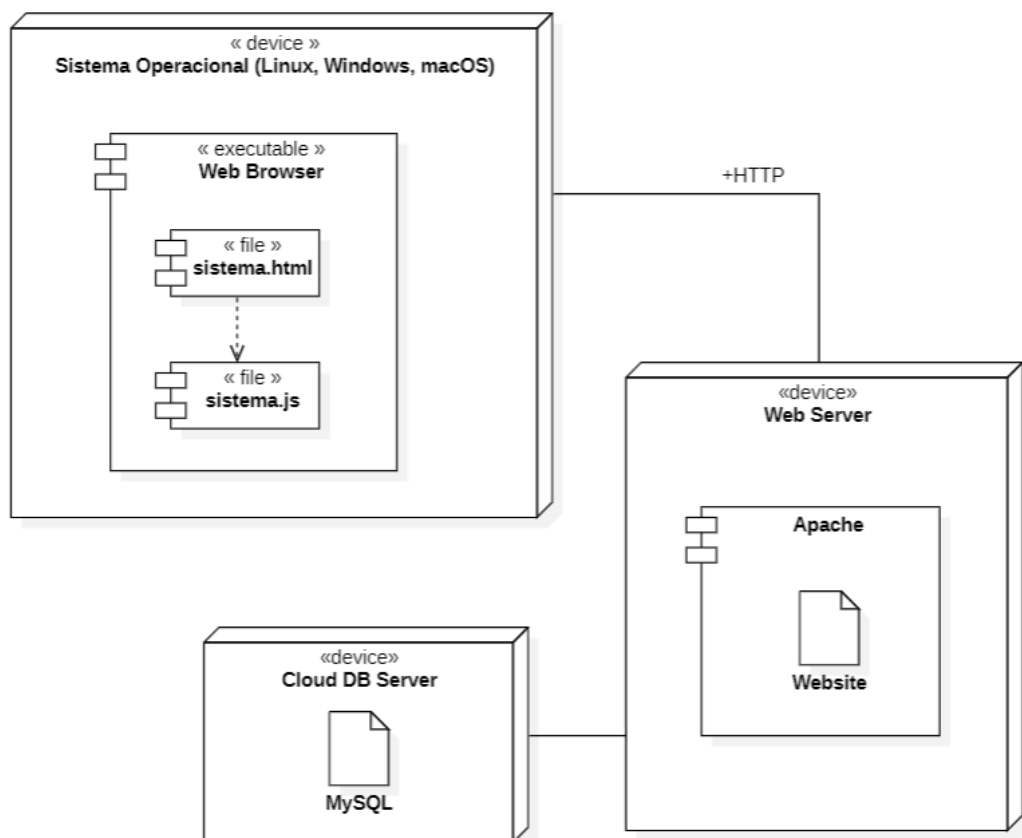 « device »
Sistema Operacional (Linux, Windows, macOS)
« executable »
Web Browser
« file »
sistema.html
« file »
sistema.js
+HTTP
«device»
Web Server
Apache
Website
«device»
Cloud DB Server
MySQL